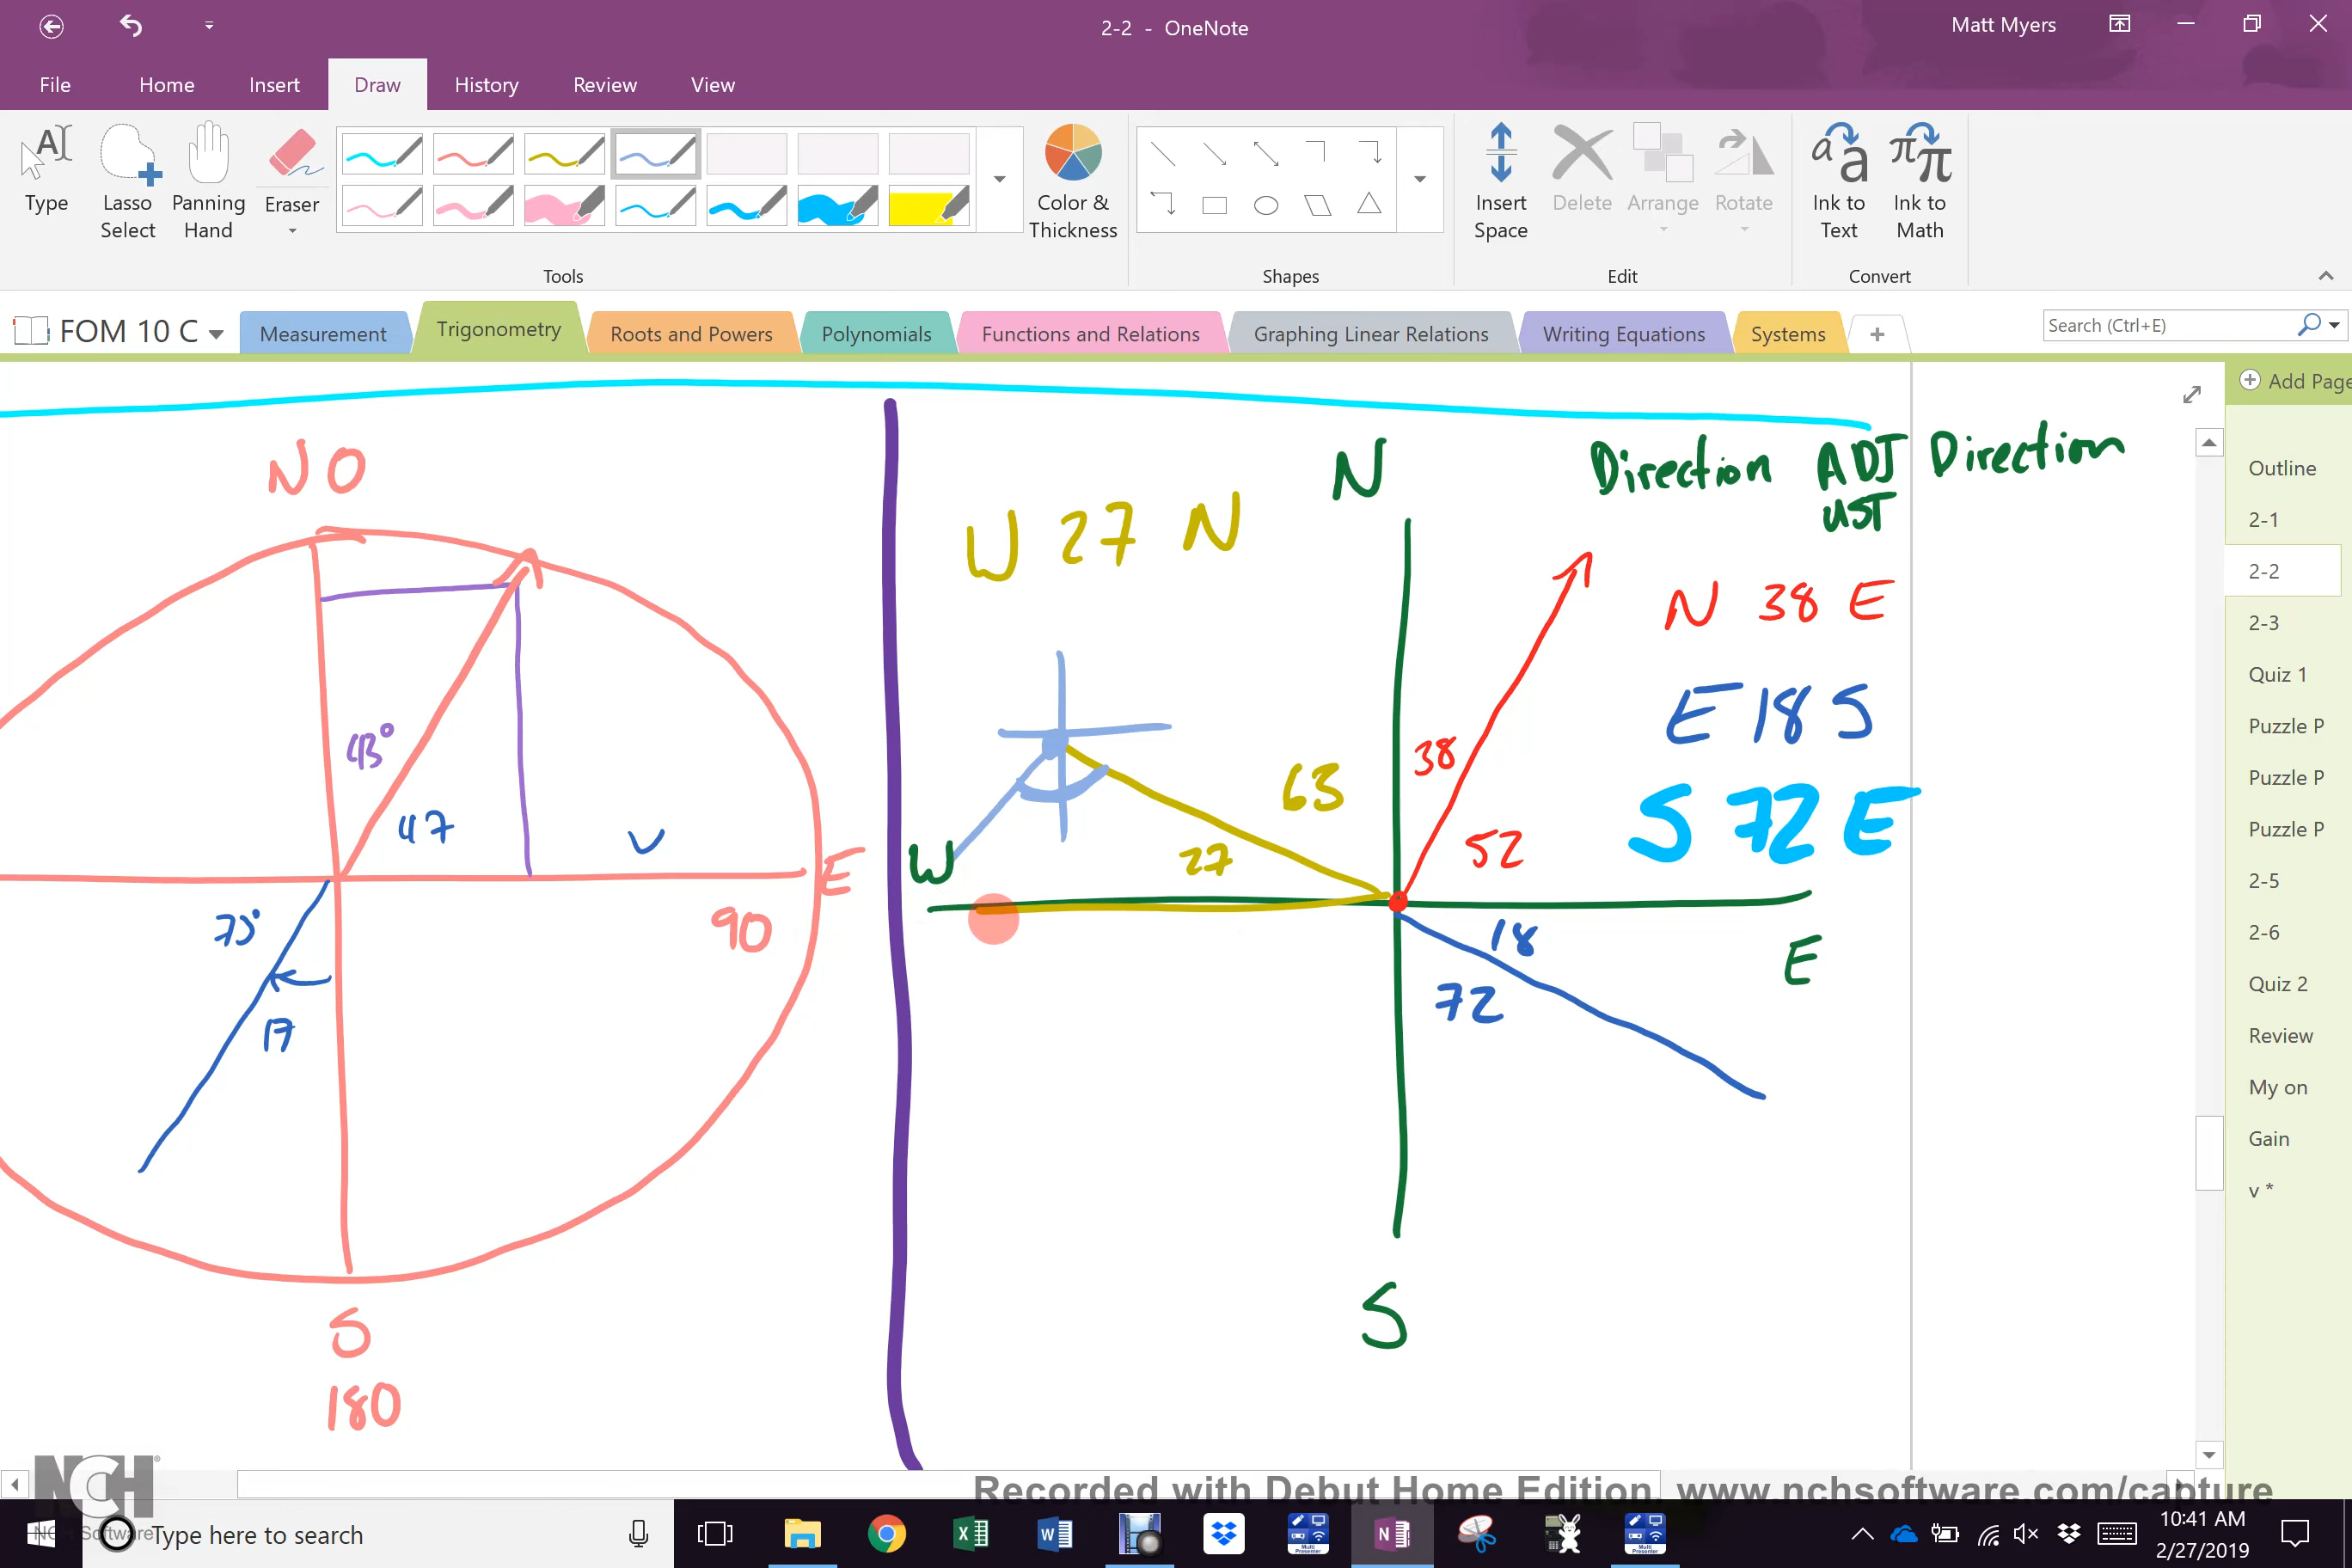 2-2 - OneNote
Matt Myers
File Home Insert Draw History Review View
Type
Lasso Select
Panning Hand
Eraser
Color & Thickness
Insert Space
Delete
Arrange
Rotate
Ink to Text
Ink to Math
Tools
Shapes
Edit
Convert
FOM 10 C
Measurement
Trigonometry
Roots and Powers
Polynomials
Functions and Relations
Graphing Linear Relations
Writing Equations
Systems
Search (Ctrl+E)
Add Page
Outline
2-1
2-2
2-3
Quiz 1
Puzzle P
Puzzle P
Puzzle P
2-5
2-6
Quiz 2
Review
My on
Gain
v *
N 0
43°
47
E
90
73°
17
S
180
W 27 N
N
Direction ADJ Direction
UST
N 38 E
E 18 S
S 72 E
63
38
27
52
W
18
72
E
S
NCH®
NCH Software
Recorded with Debut Home Edition. www.nchsoftware.com/capture
Type here to search
10:41 AM
2/27/2019